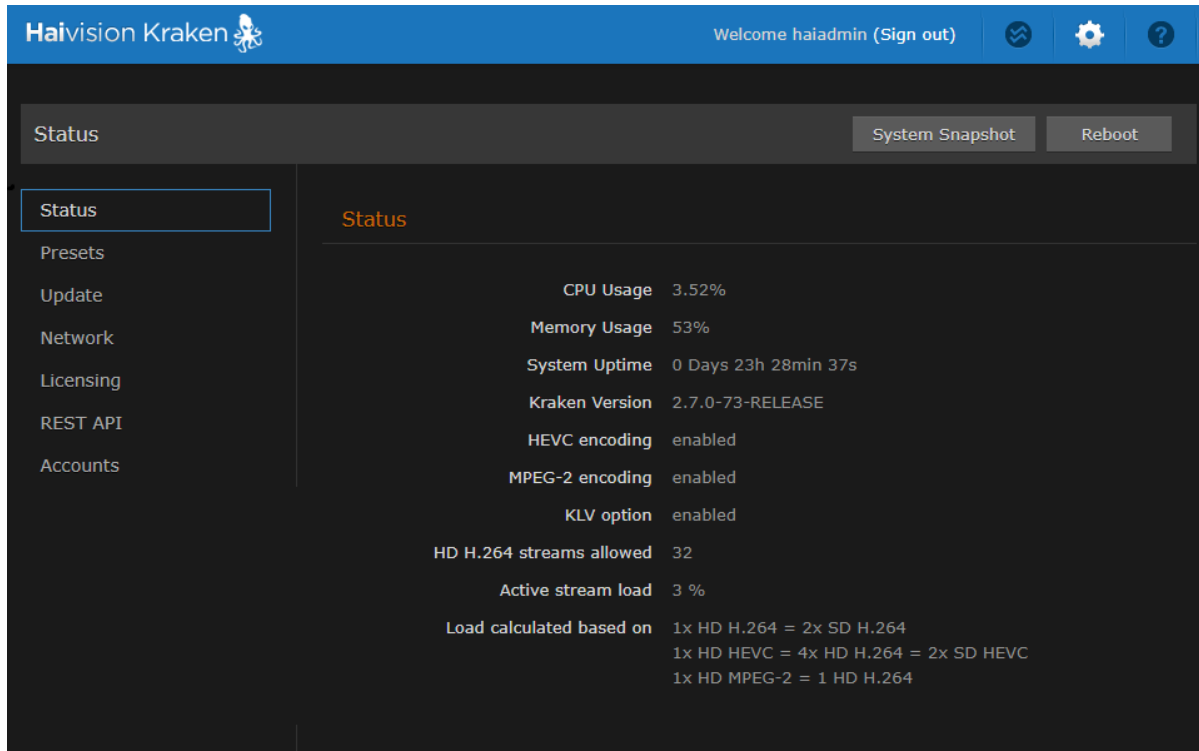 Haivision Kraken
Welcome haiadmin (Sign out)
?
Status
System Snapshot
Reboot
Status
Presets
Update
Network
Licensing
REST API
Accounts
Status
CPU Usage 3.52%
Memory Usage 53%
System Uptime 0 Days 23h 28min 37s
Kraken Version 2.7.0-73-RELEASE
HEVC encoding enabled
MPEG-2 encoding enabled
KLV option enabled
HD H.264 streams allowed 32
Active stream load 3 %
Load calculated based on 1x HD H.264 = 2x SD H.264
1x HD HEVC = 4x HD H.264 = 2x SD HEVC
1x HD MPEG-2 = 1 HD H.264